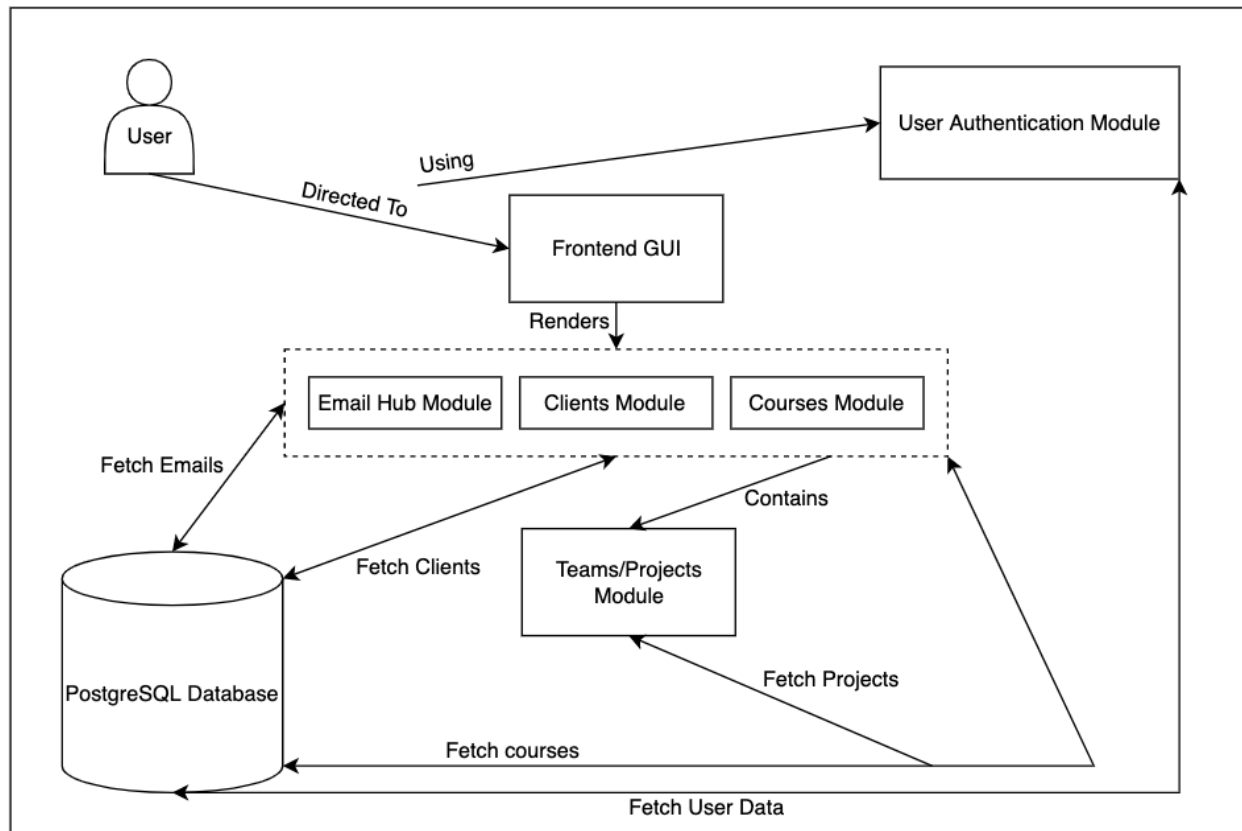 User
User Authentication Module
Using
Directed To
Frontend GUI
Renders
Email Hub Module
Clients Module
Courses Module
Fetch Emails
Contains
Fetch Clients
Teams/Projects
Module
Fetch Projects
PostgreSQL Database
Fetch courses
Fetch User Data